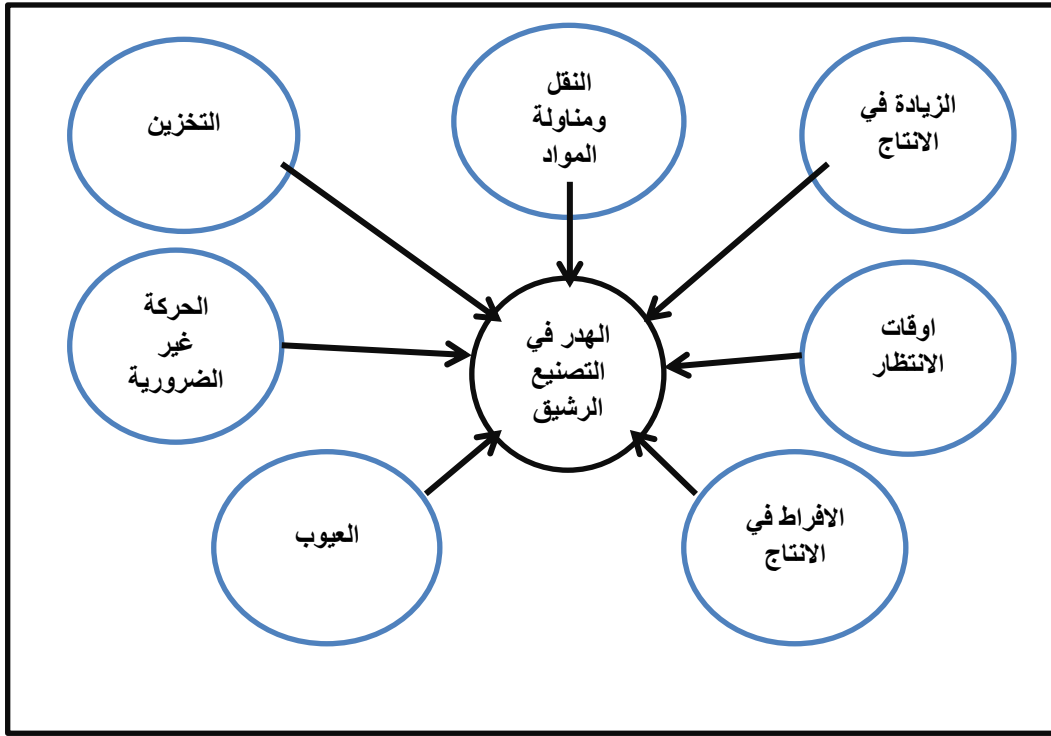 الزيادة في
الانتاج
النقل
ومناولة
المواد
التخزين
اوقات
الانتظار
الهدر في
التصنيع
الرشيق
الحركة
غير
الضرورية
الافراط في
الانتاج
العيوب